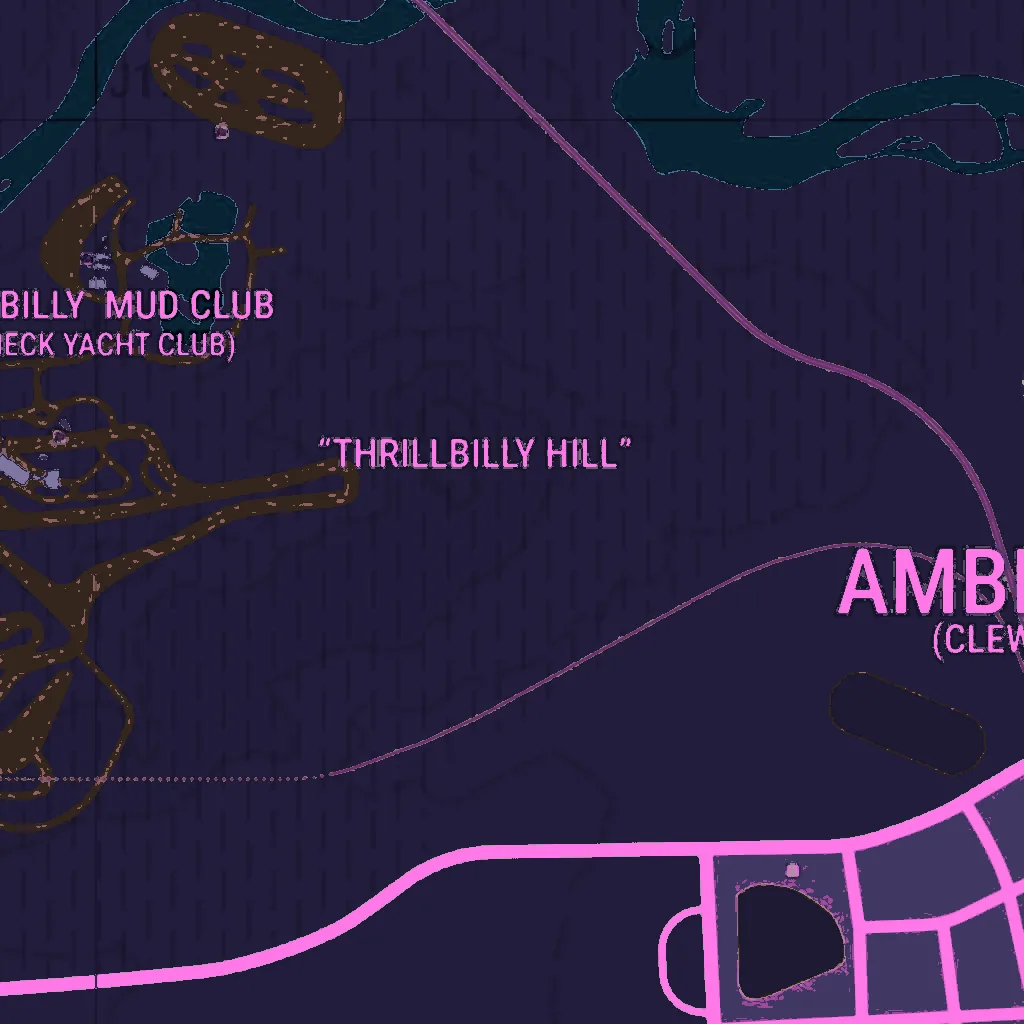 BILLY MUD CLUB
ECK YACHT CLUB)
“THRILLBILLY HILL”
AMB
(CLEW